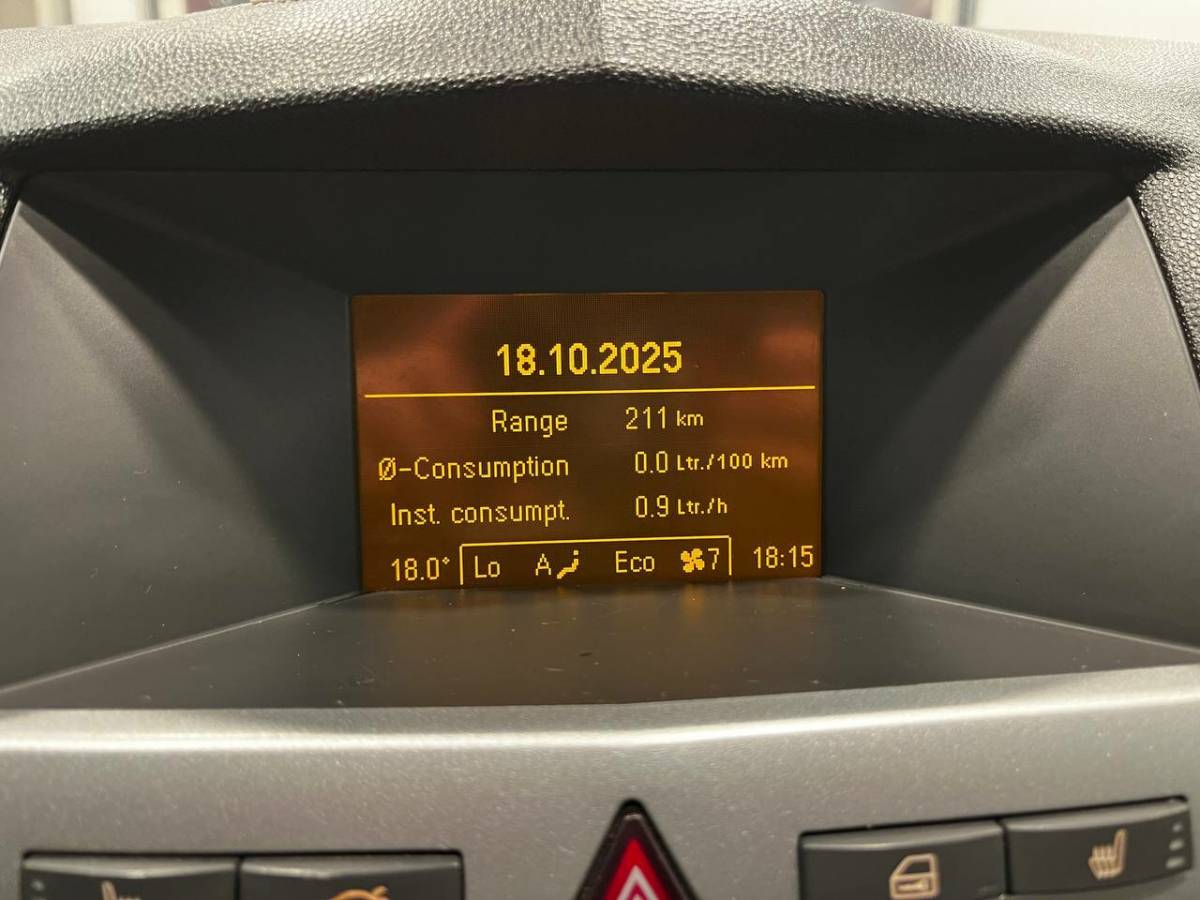 18.10.2025
Range 211 km
Ø-Consumption 0.0 Ltr./100 km
Inst. consumpt. 0.9 Ltr./h
18.0° Lo A Eco 7 18:15